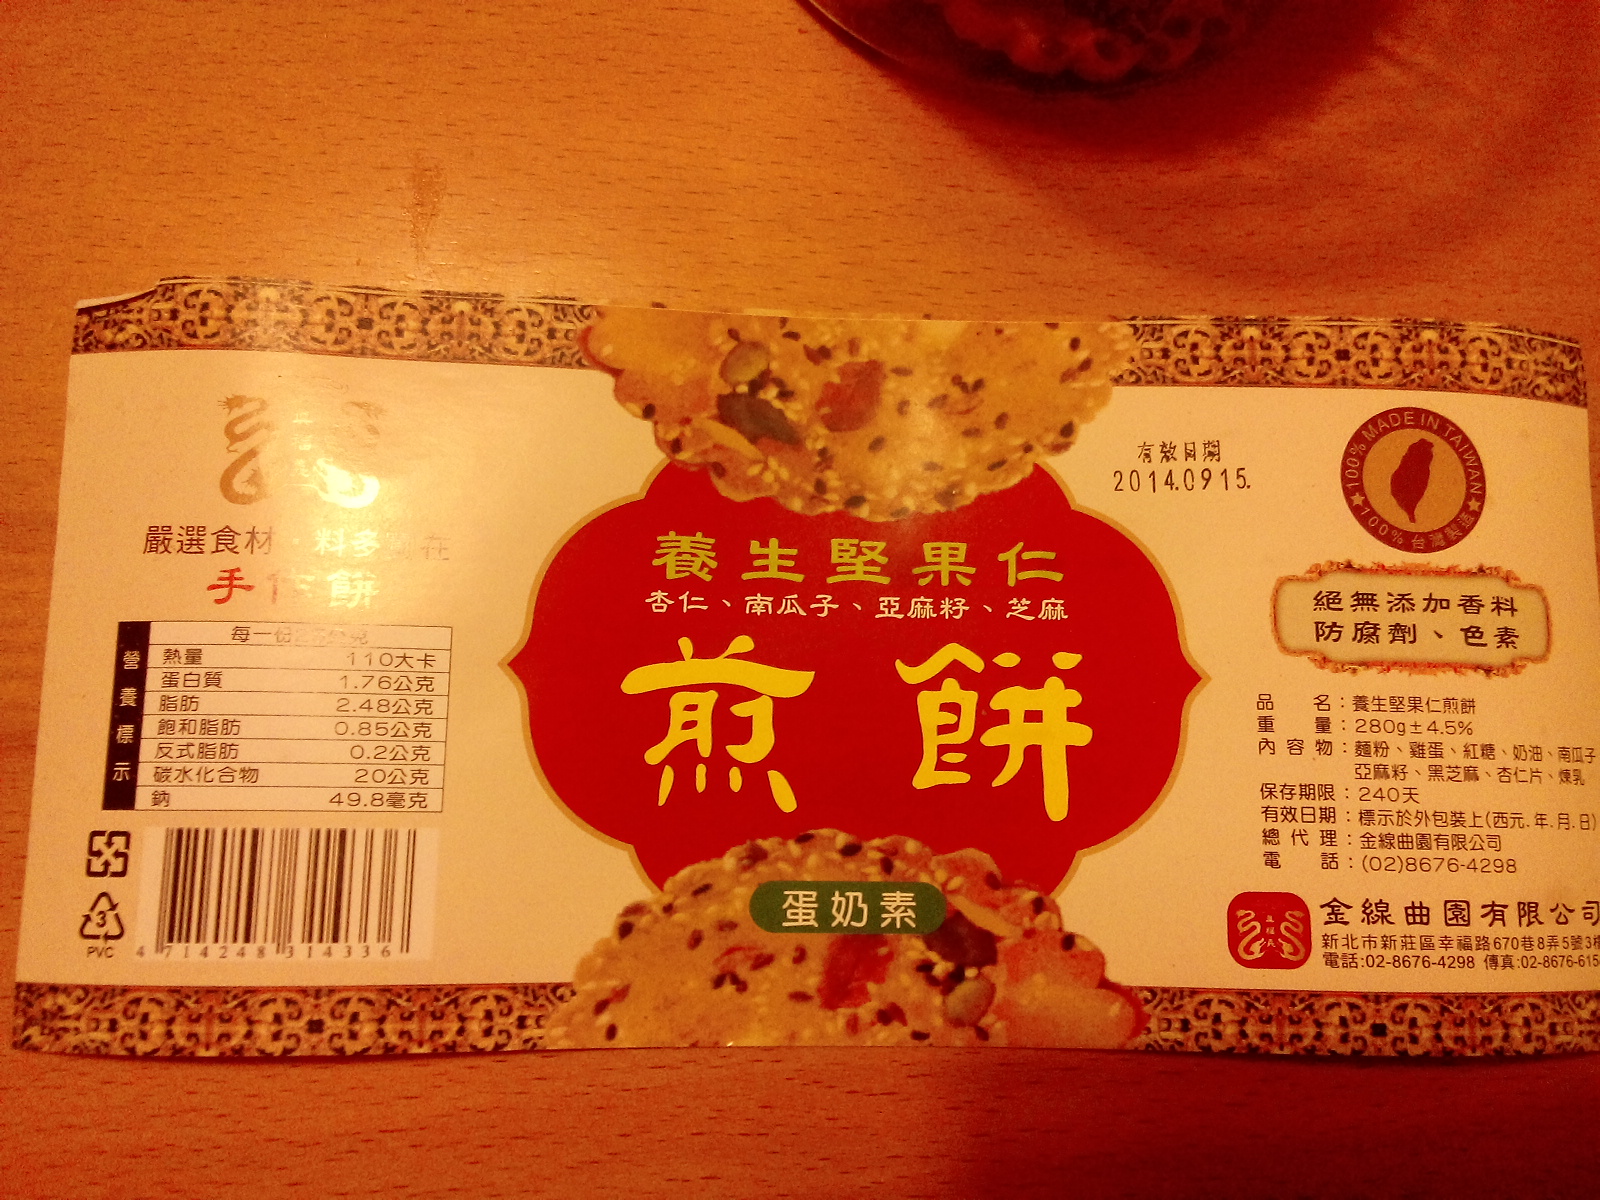 嚴選食材 料多 在
手作餅
營養標示
每一份25公克
熱量 110大卡
蛋白質 1.76公克
脂肪 2.48公克
飽和脂肪 0.85公克
反式脂肪 0.2公克
碳水化合物 20公克
鈉 49.8毫克
3
PVC
4 714248 314336
養生堅果仁
杏仁、南瓜子、亞麻籽、芝麻
煎餅
蛋奶素
有效日期
2014.0915.
100% MADE IN TAIWAN
100% 台灣製造
絕無添加香料
防腐劑、色素
品名：養生堅果仁煎餅
重量：280g±4.5%
內容物：麵粉、雞蛋、紅糖、奶油、南瓜子
亞麻籽、黑芝麻、杏仁片、煉乳
保存期限：240天
有效日期：標示於外包裝上(西元.年.月.日)
總代理：金線曲園有限公司
電話：(02)8676-4298
金線曲園有限公司
新北市新莊區幸福路670巷8弄5號3樓
電話:02-8676-4298 傳真:02-8676-615